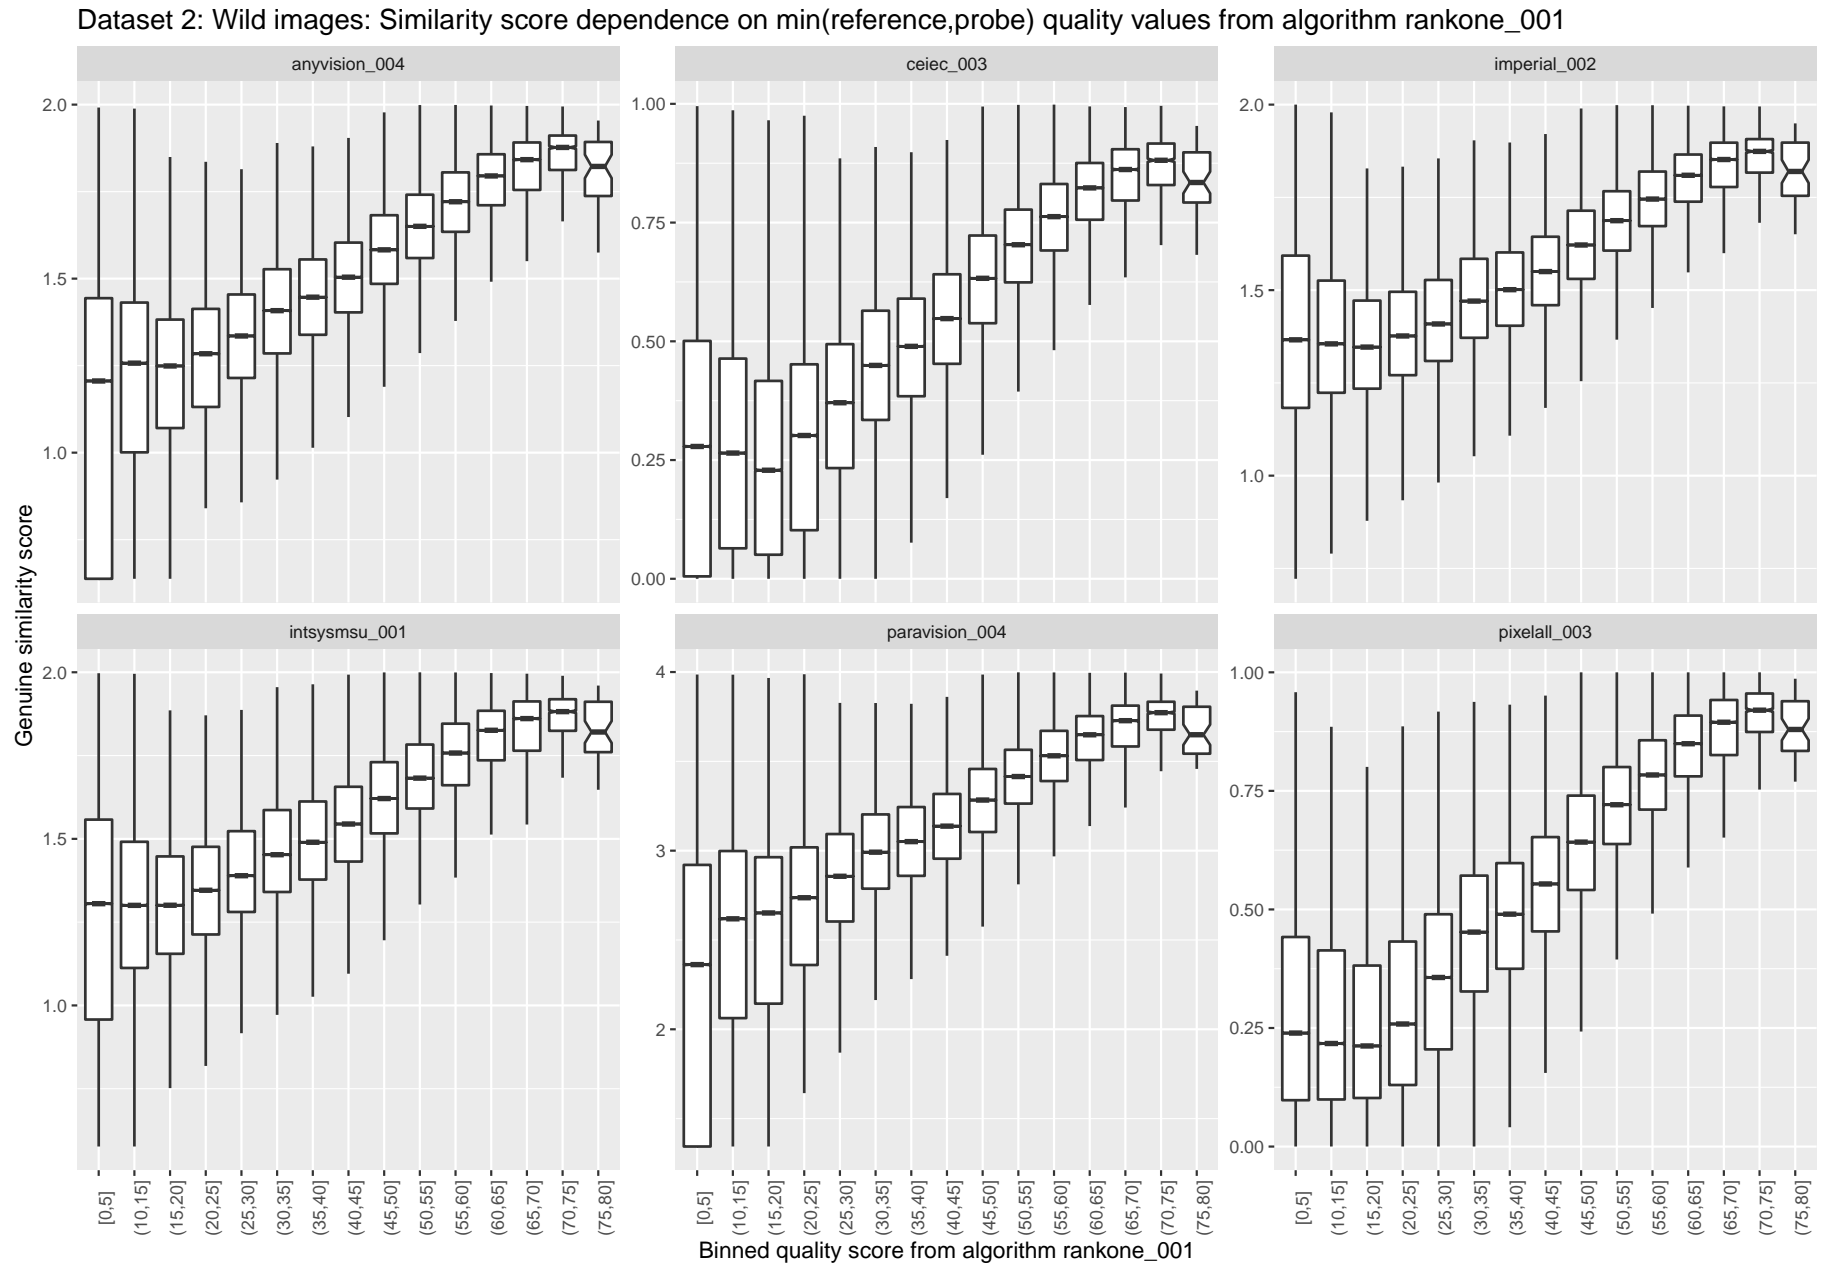 Dataset 2: Wild images: Similarity score dependence on min(reference,probe) quality values from algorithm rankone_001
anyvision_004
ceiec_003
imperial_002
2.0
1.5
1.0
1.00
0.75
0.50
0.25
0.00
2.0
1.5
1.0
Genuine similarity score
intsysmsu_001
paravision_004
pixelall_003
2.0
1.5
1.0
4
3
2
1.00
0.75
0.50
0.25
0.00
[0,5] (10,15] (15,20] (20,25] (25,30] (30,35] (35,40] (40,45] (45,50] (50,55] (55,60] (60,65] (65,70] (70,75] (75,80]
[0,5] (10,15] (15,20] (20,25] (25,30] (30,35] (35,40] (40,45] (45,50] (50,55] (55,60] (60,65] (65,70] (70,75] (75,80]
[0,5] (10,15] (15,20] (20,25] (25,30] (30,35] (35,40] (40,45] (45,50] (50,55] (55,60] (60,65] (65,70] (70,75] (75,80]
Binned quality score from algorithm rankone_001